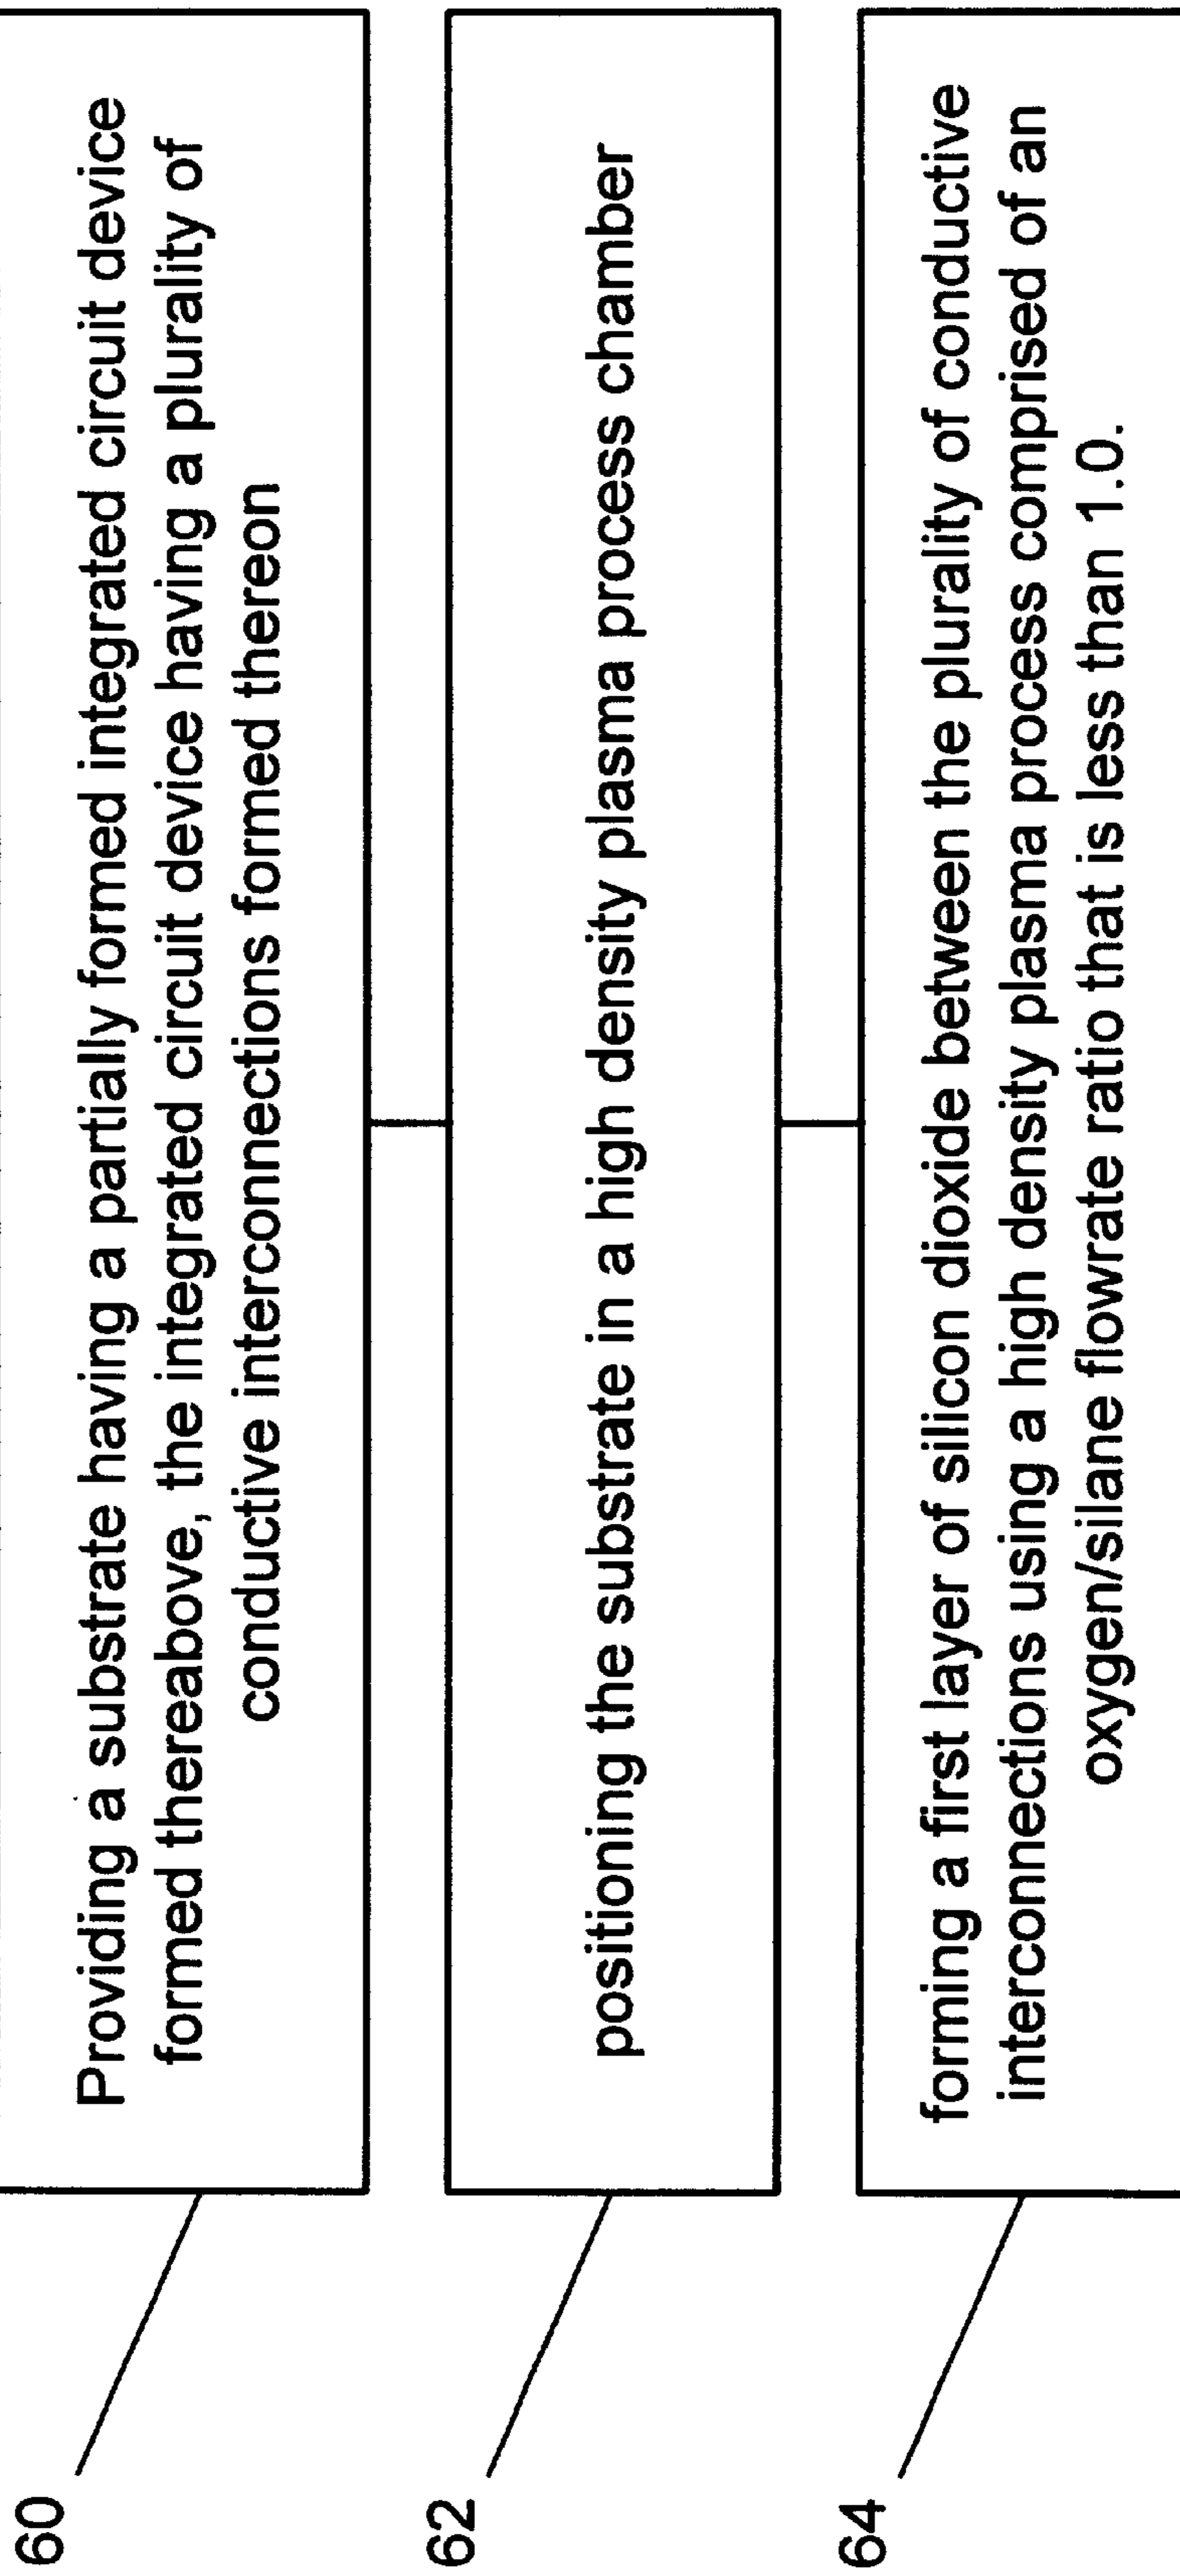 60
Providing a substrate having a partially formed integrated circuit device
formed thereabove, the integrated circuit device having a plurality of
conductive interconnections formed thereon
62
positioning the substrate in a high density plasma process chamber
64
forming a first layer of silicon dioxide between the plurality of conductive
interconnections using a high density plasma process comprised of an
oxygen/silane flowrate ratio that is less than 1.0.